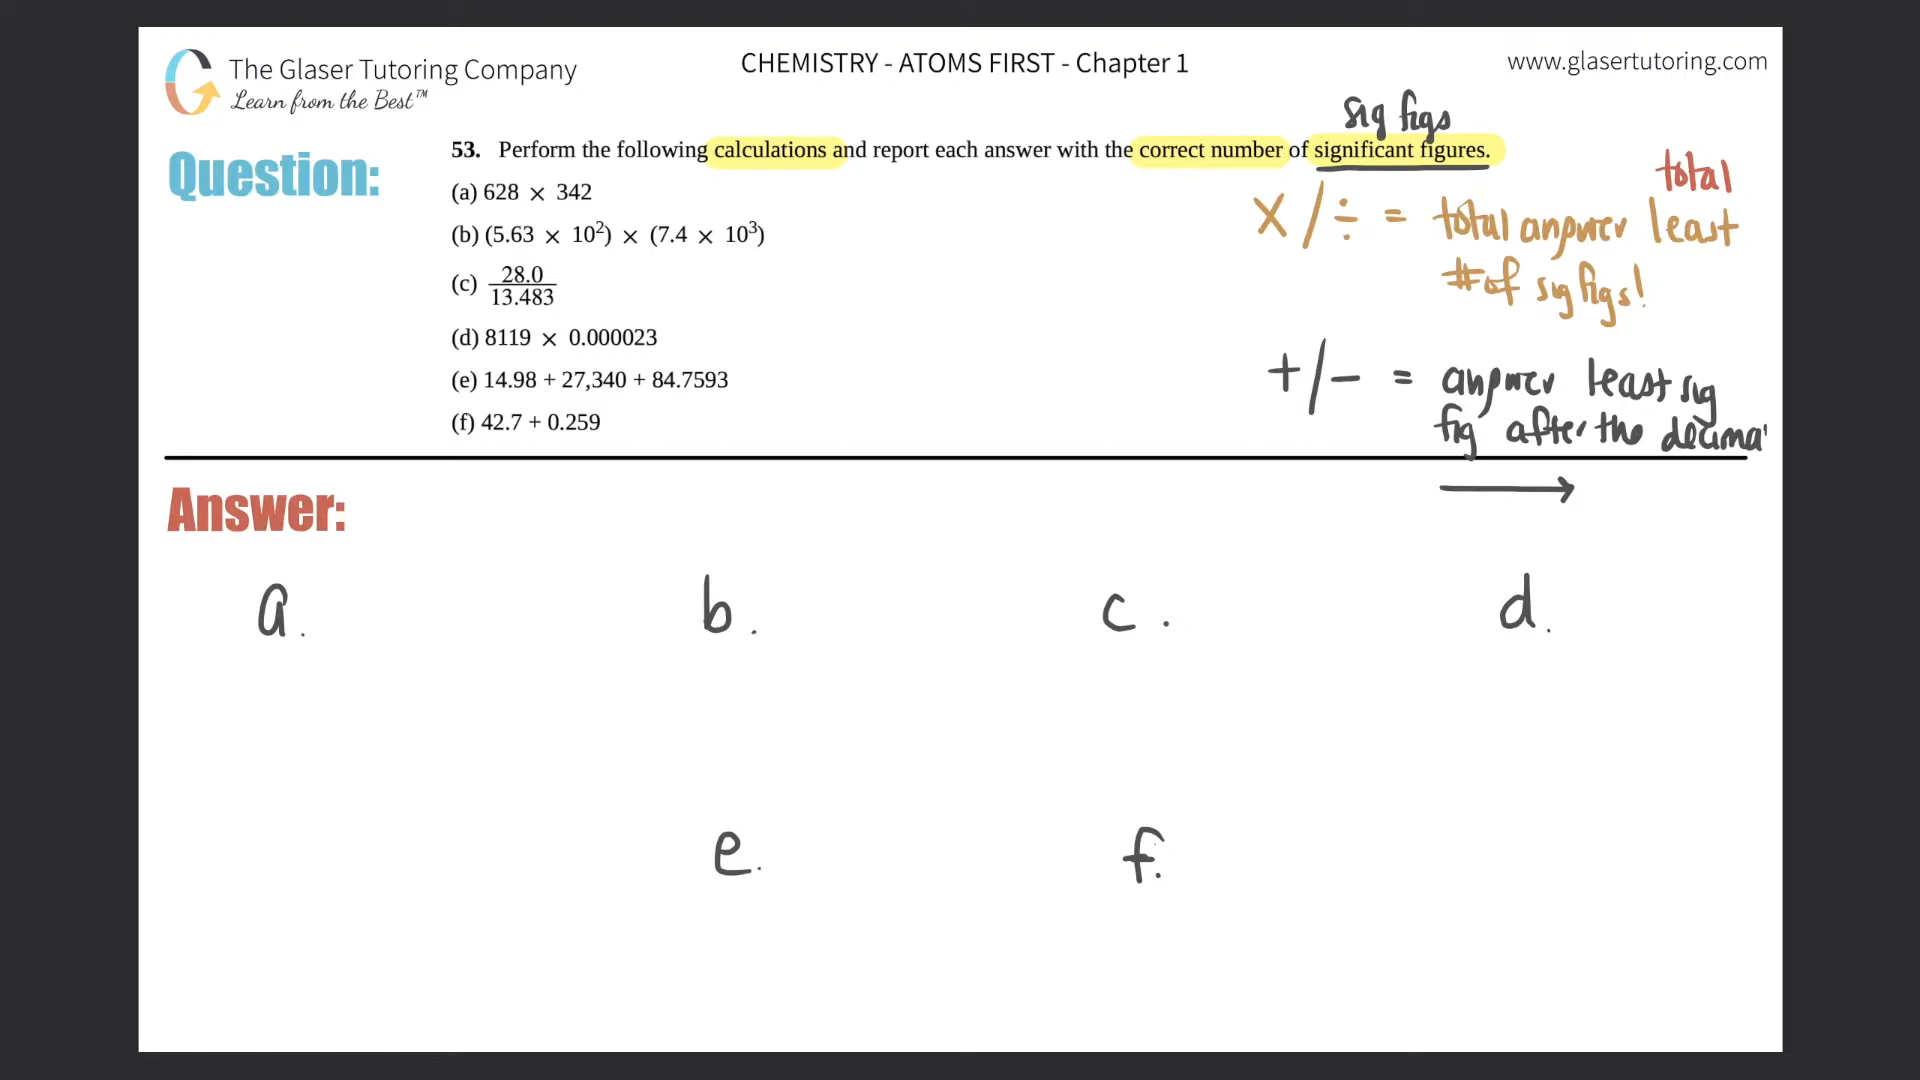 The Glaser Tutoring Company
Learn from the Best™
CHEMISTRY - ATOMS FIRST - Chapter 1
www.glasertutoring.com
sig figs
Question:
53. Perform the following calculations and report each answer with the correct number of significant figures.
(a) 628 × 342
(b) (5.63 × 10²) × (7.4 × 10³)
(c) 28.0
13.483
(d) 8119 × 0.000023
(e) 14.98 + 27,340 + 84.7593
(f) 42.7 + 0.259
total
X / ÷ = total answer least
# of sig figs!
+ / − = answer least sig
fig after the decimal
Answer:
a. b. c. d.
e. f.